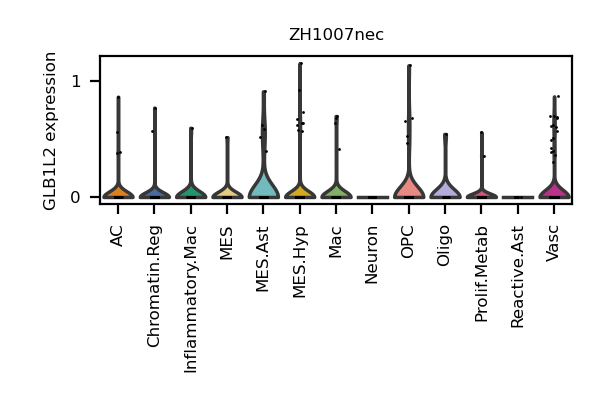 ZH1007nec
GLB1L2 expression
1
0
AC
Chromatin.Reg
Inflammatory.Mac
MES
MES.Ast
MES.Hyp
Mac
Neuron
OPC
Oligo
Prolif.Metab
Reactive.Ast
Vasc